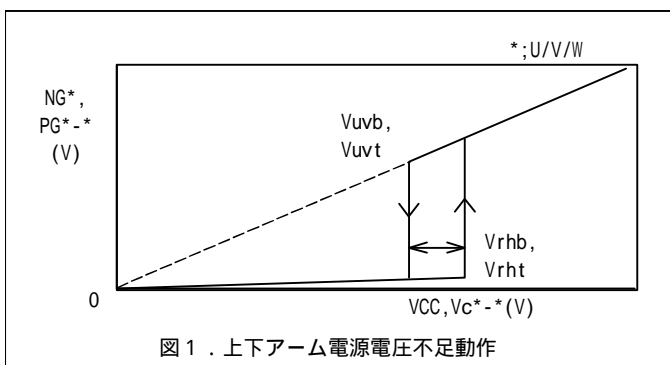 *;U/V/W
NG*,
PG*-*
(V)
Vuvb,
Vuvt
Vrhb,
Vrht
0
VCC,Vc*-*(V)
図1.上下アーム電源電圧不足動作